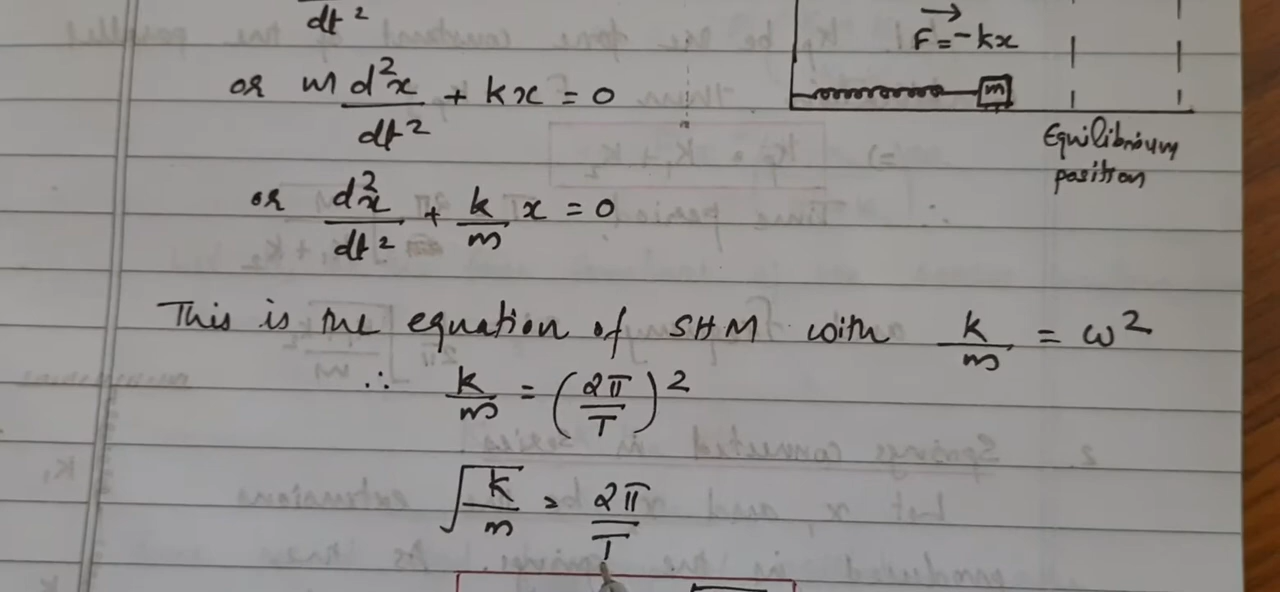 dt²
F = -kx
or m d²x/dt² + kx = 0
m
Equilibrium
position
or d²x/dt² + k/m x = 0
This is the equation of SHM with k/m = ω²
∴ k/m = (2π/T)²
√k/m = 2π/T